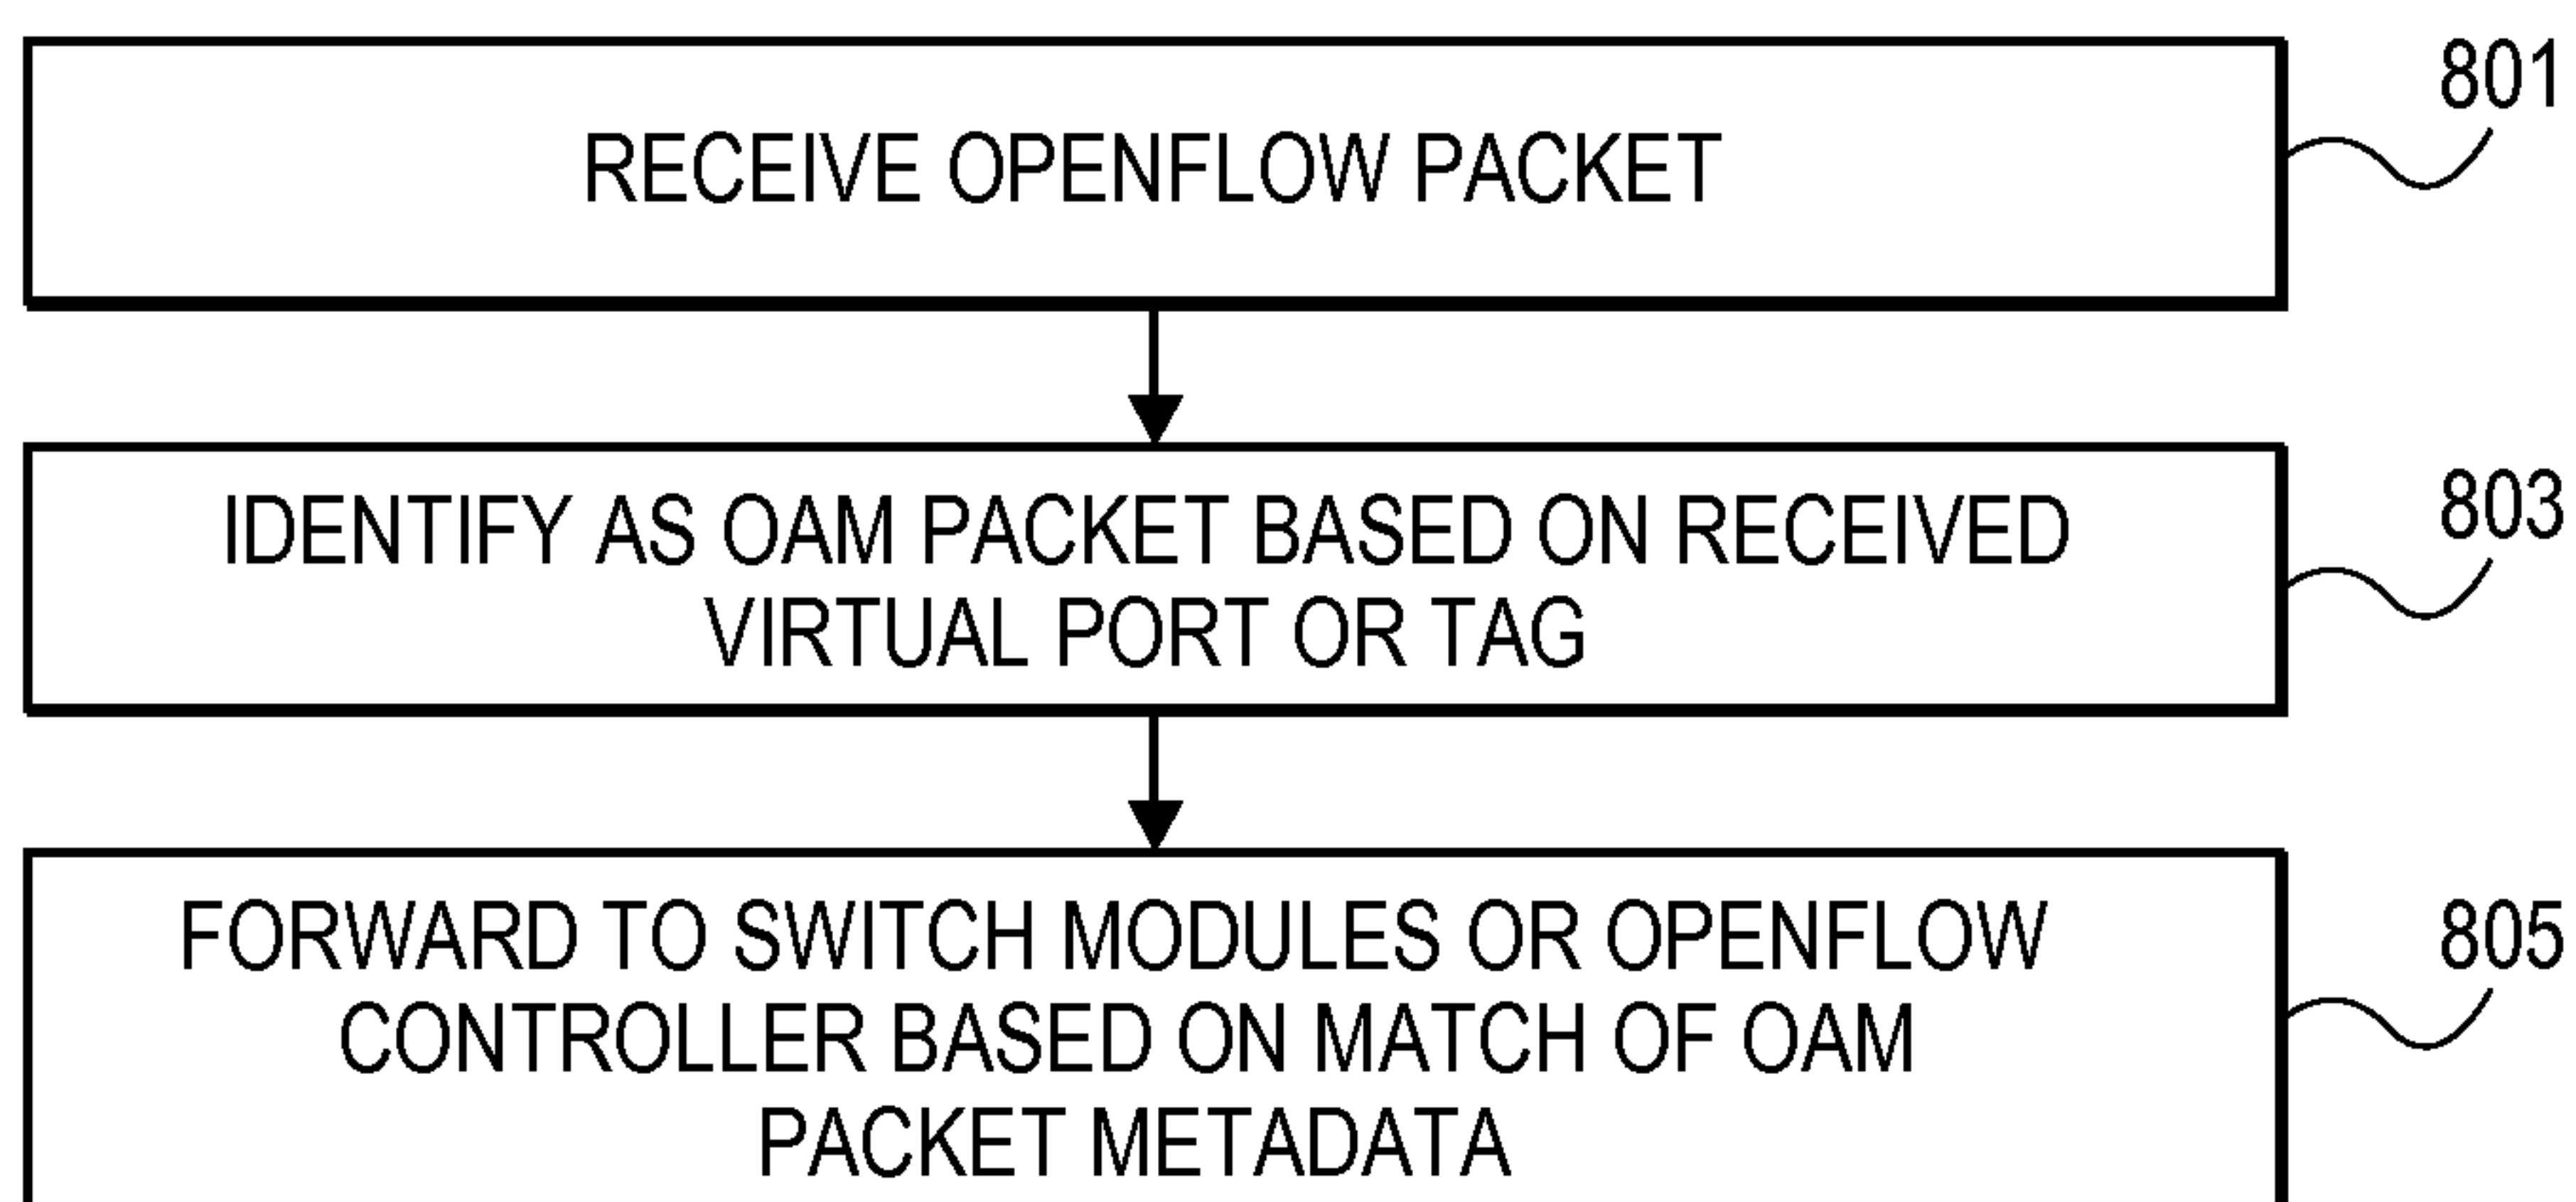 RECEIVE OPENFLOW PACKET
801
IDENTIFY AS OAM PACKET BASED ON RECEIVED
VIRTUAL PORT OR TAG
803
FORWARD TO SWITCH MODULES OR OPENFLOW
CONTROLLER BASED ON MATCH OF OAM
PACKET METADATA
805